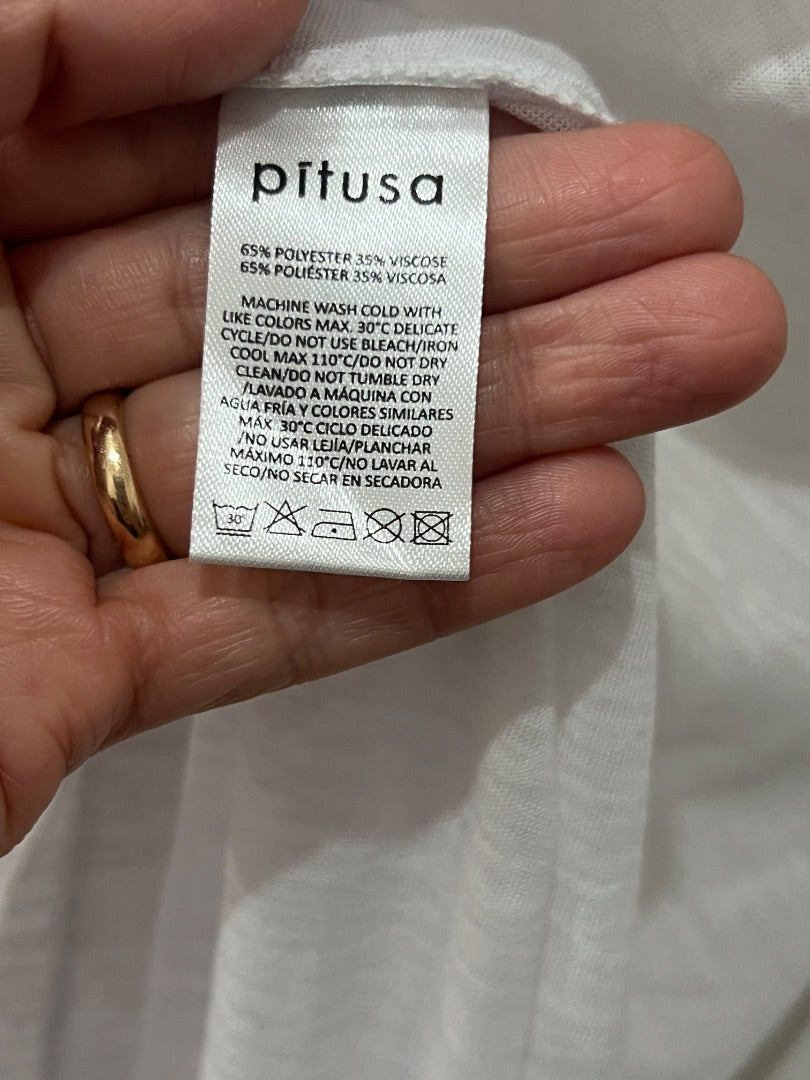 pitusa
65% POLYESTER 35% VISCOSE
65% POLIÉSTER 35% VISCOSA
MACHINE WASH COLD WITH
LIKE COLORS MAX. 30°C DELICATE
CYCLE/DO NOT USE BLEACH/IRON
COOL MAX 110°C/DO NOT DRY
CLEAN/DO NOT TUMBLE DRY
/LAVADO A MÁQUINA CON
AGUA FRÍA Y COLORES SIMILARES
MÁX. 30°C CICLO DELICADO
/NO USAR LEJÍA/PLANCHAR
MÁXIMO 110°C/NO LAVAR AL
SECO/NO SECAR EN SECADORA
30°